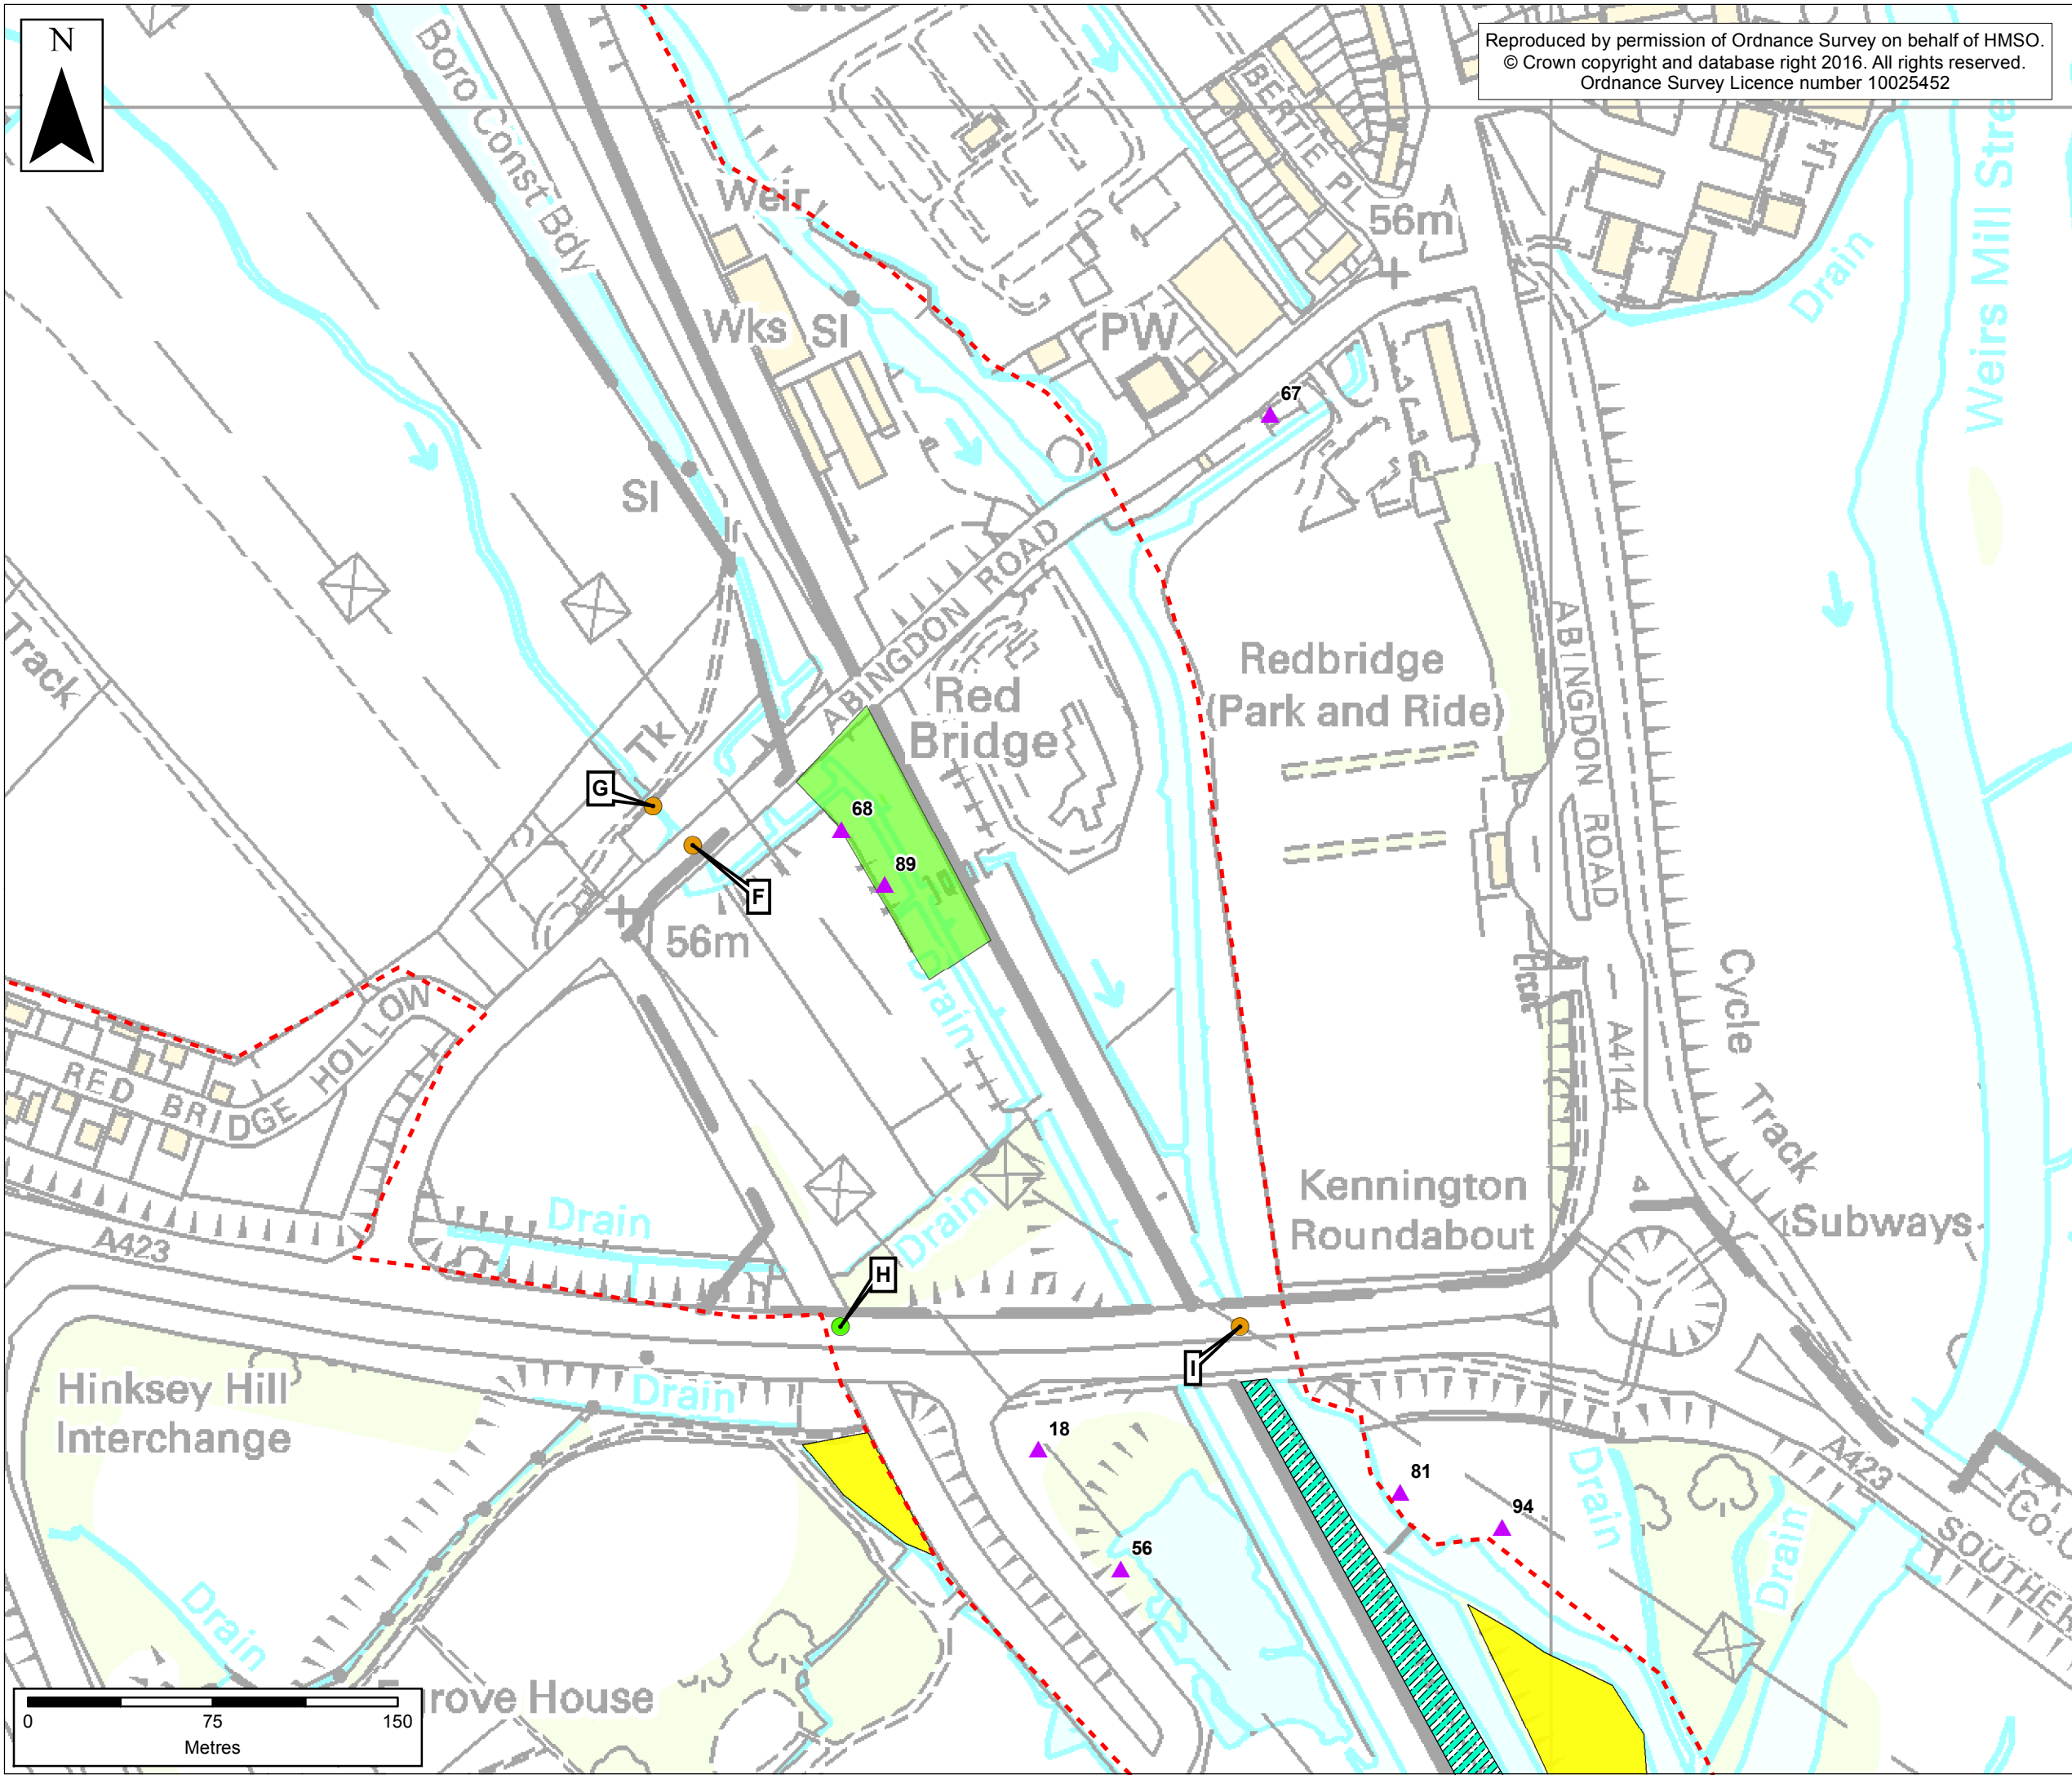 N
Reproduced by permission of Ordnance Survey on behalf of HMSO.
© Crown copyright and database right 2016. All rights reserved.
Ordnance Survey Licence number 10025452
Boro Const Bdy
BERTIE PL
Weir
56m
Drain
Weirs Mill
Wks
Sl
PW
67
Sl
ABINGDON ROAD
Track
Redbridge
(Park and Ride)
ABINGDON ROAD
Red
Bridge
ABINGDON ROAD
Tk
G
68
89
F
56m
Drain
Cycle Track
A4144
RED BRIDGE HOLLOW
Kennington
Roundabout
Subways
Drain
Drain
A423
H
I
Hinksey Hill
Interchange
Drain
18
81
94
56
Drain
Drain
A423
Drain
rove House
0
75
150
Metres